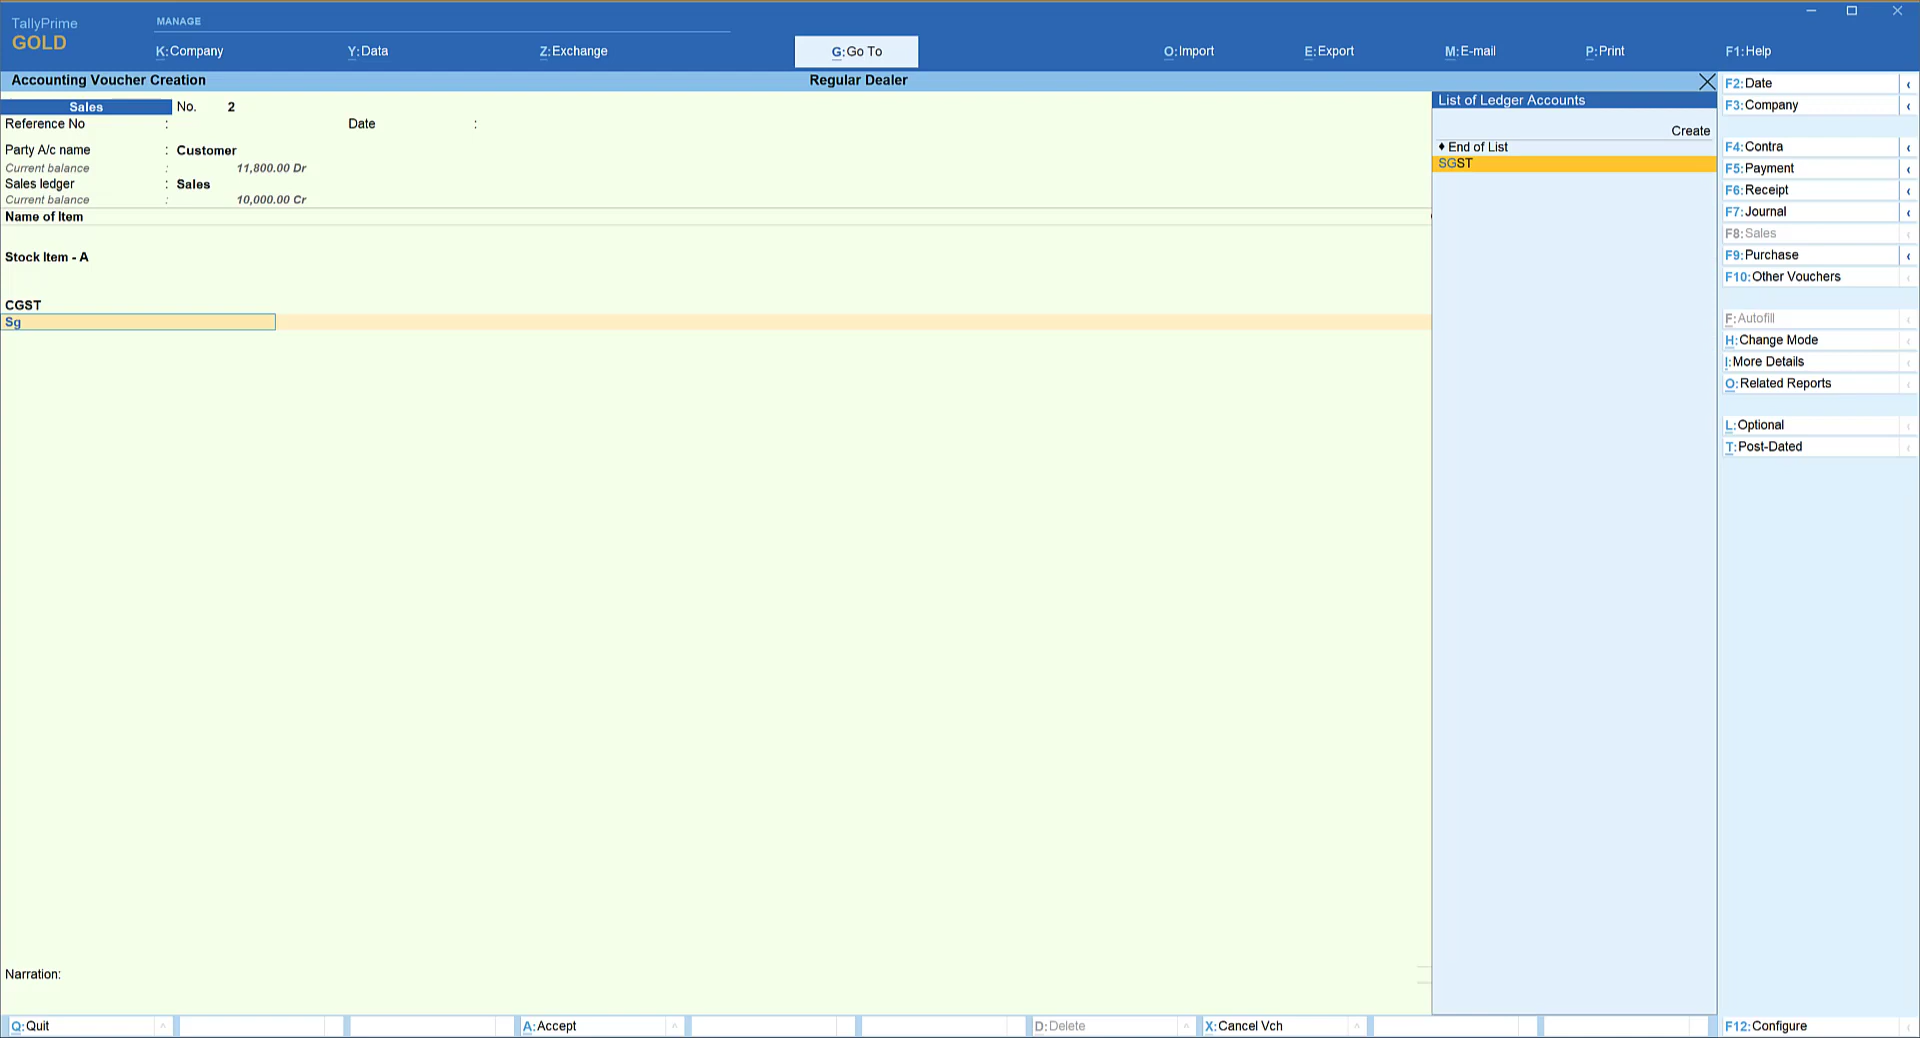 TallyPrime
GOLD
MANAGE
K:Company
Y:Data
Z:Exchange
G:Go To
O:Import
E:Export
M:E-mail
P:Print
F1:Help
Accounting Voucher Creation
Regular Dealer
Sales No. 2
Reference No : Date :
Party A/c name : Customer
Current balance : 11,800.00 Dr
Sales ledger : Sales
Current balance : 10,000.00 Cr
Name of Item
Stock Item - A
CGST
Sg
Narration:
List of Ledger Accounts
Create
♦ End of List
SGST
F2:Date
F3:Company
F4:Contra
F5:Payment
F6:Receipt
F7:Journal
F8:Sales
F9:Purchase
F10:Other Vouchers
F:Autofill
H:Change Mode
I:More Details
O:Related Reports
L:Optional
T:Post-Dated
Q:Quit
A:Accept
D:Delete
X:Cancel Vch
F12:Configure